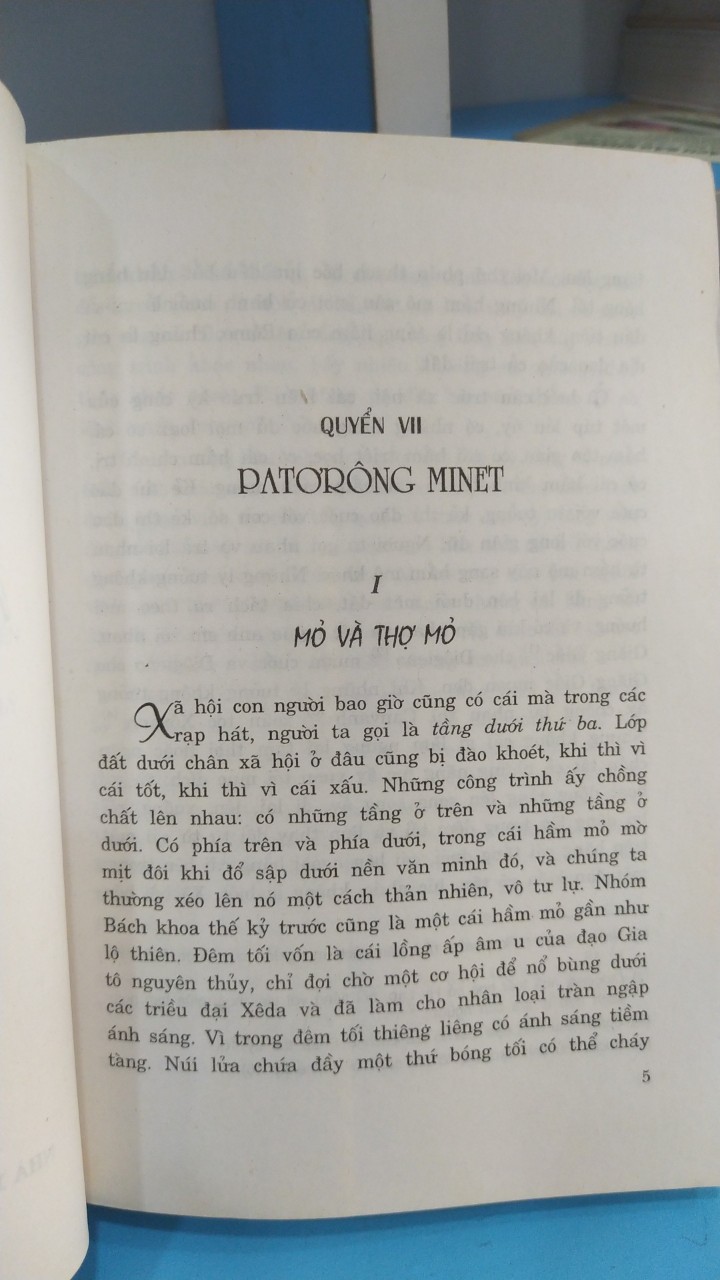 QUYỂN VII
PATƠRÔNG MINET
I
MỎ VÀ THỢ MỎ
Xã hội con người bao giờ cũng có cái mà trong các
rạp hát, người ta gọi là tầng dưới thứ ba. Lớp
đất dưới chân xã hội ở đâu cũng bị đào khoét, khi thì vì
cái tốt, khi thì vì cái xấu. Những công trình ấy chồng
chất lên nhau: có những tầng ở trên và những tầng ở
dưới. Có phía trên và phía dưới, trong cái hầm mỏ mờ
mịt đôi khi đổ sập dưới nền văn minh đó, và chúng ta
thường xéo lên nó một cách thản nhiên, vô tư lự. Nhóm
Bách khoa thế kỷ trước cũng là một cái hầm mỏ gần như
lộ thiên. Đêm tối vốn là cái lồng ấp âm u của đạo Gia
tô nguyên thủy, chỉ đợi chờ một cơ hội để nổ bùng dưới
các triều đại Xêda và đã làm cho nhân loại tràn ngập
ánh sáng. Vì trong đêm tối thiêng liêng có ánh sáng tiềm
tàng. Núi lửa chứa đầy một thứ bóng tối có thể cháy
5